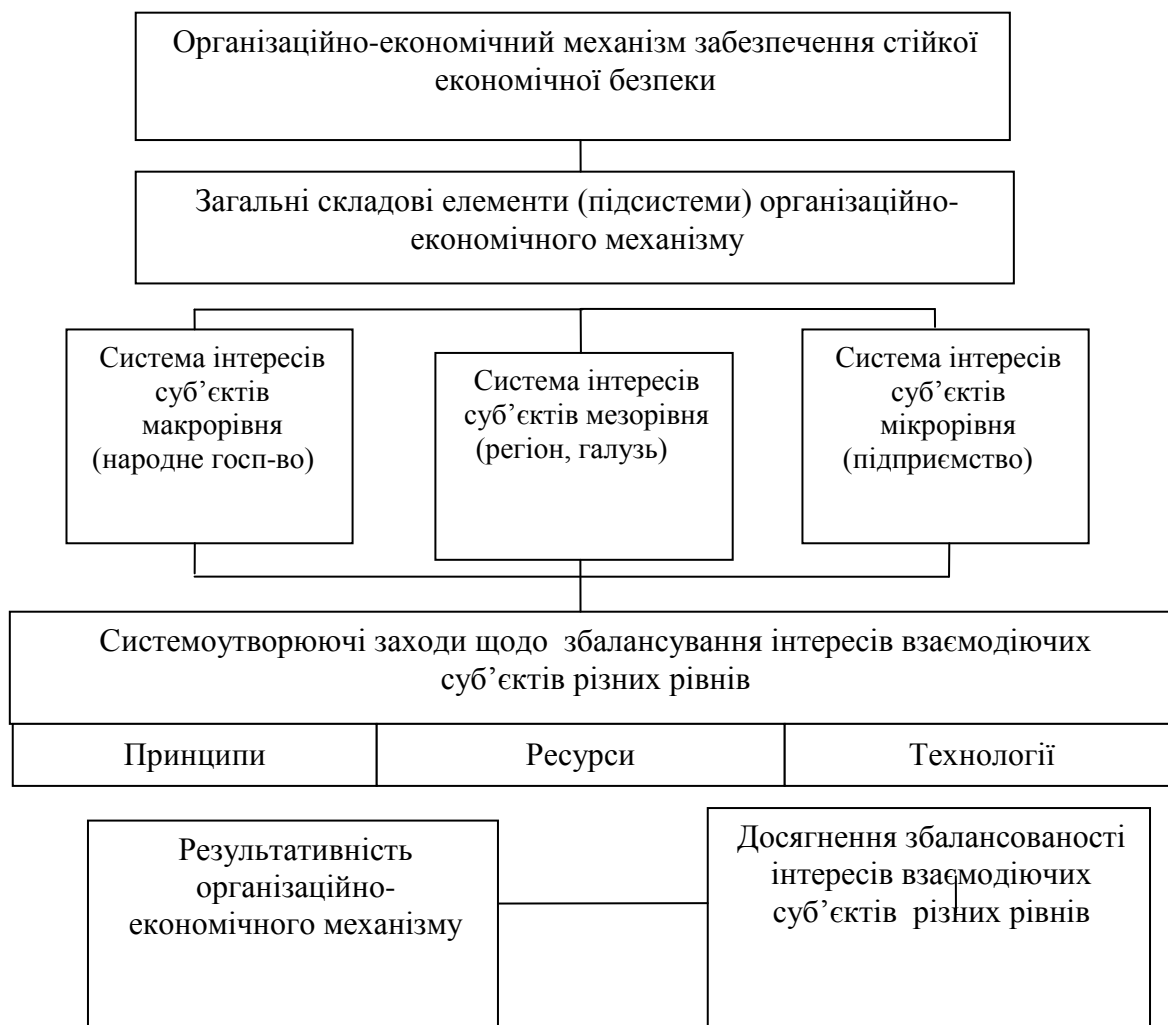 Організаційно-економічний механізм забезпечення стійкої
економічної безпеки
Загальні складові елементи (підсистеми) організаційно-
економічного механізму
Система інтересів
суб’єктів
макрорівня
(народне госп-во)
Система інтересів
суб’єктів мезорівня
(регіон, галузь)
Система інтересів
суб’єктів
мікрорівня
(підприємство)
Системоутворюючі заходи щодо збалансування інтересів взаємодіючих
суб’єктів різних рівнів
Принципи
Ресурси
Технології
Результативність
організаційно-
економічного механізму
Досягнення збалансованості
інтересів взаємодіючих
суб’єктів різних рівнів